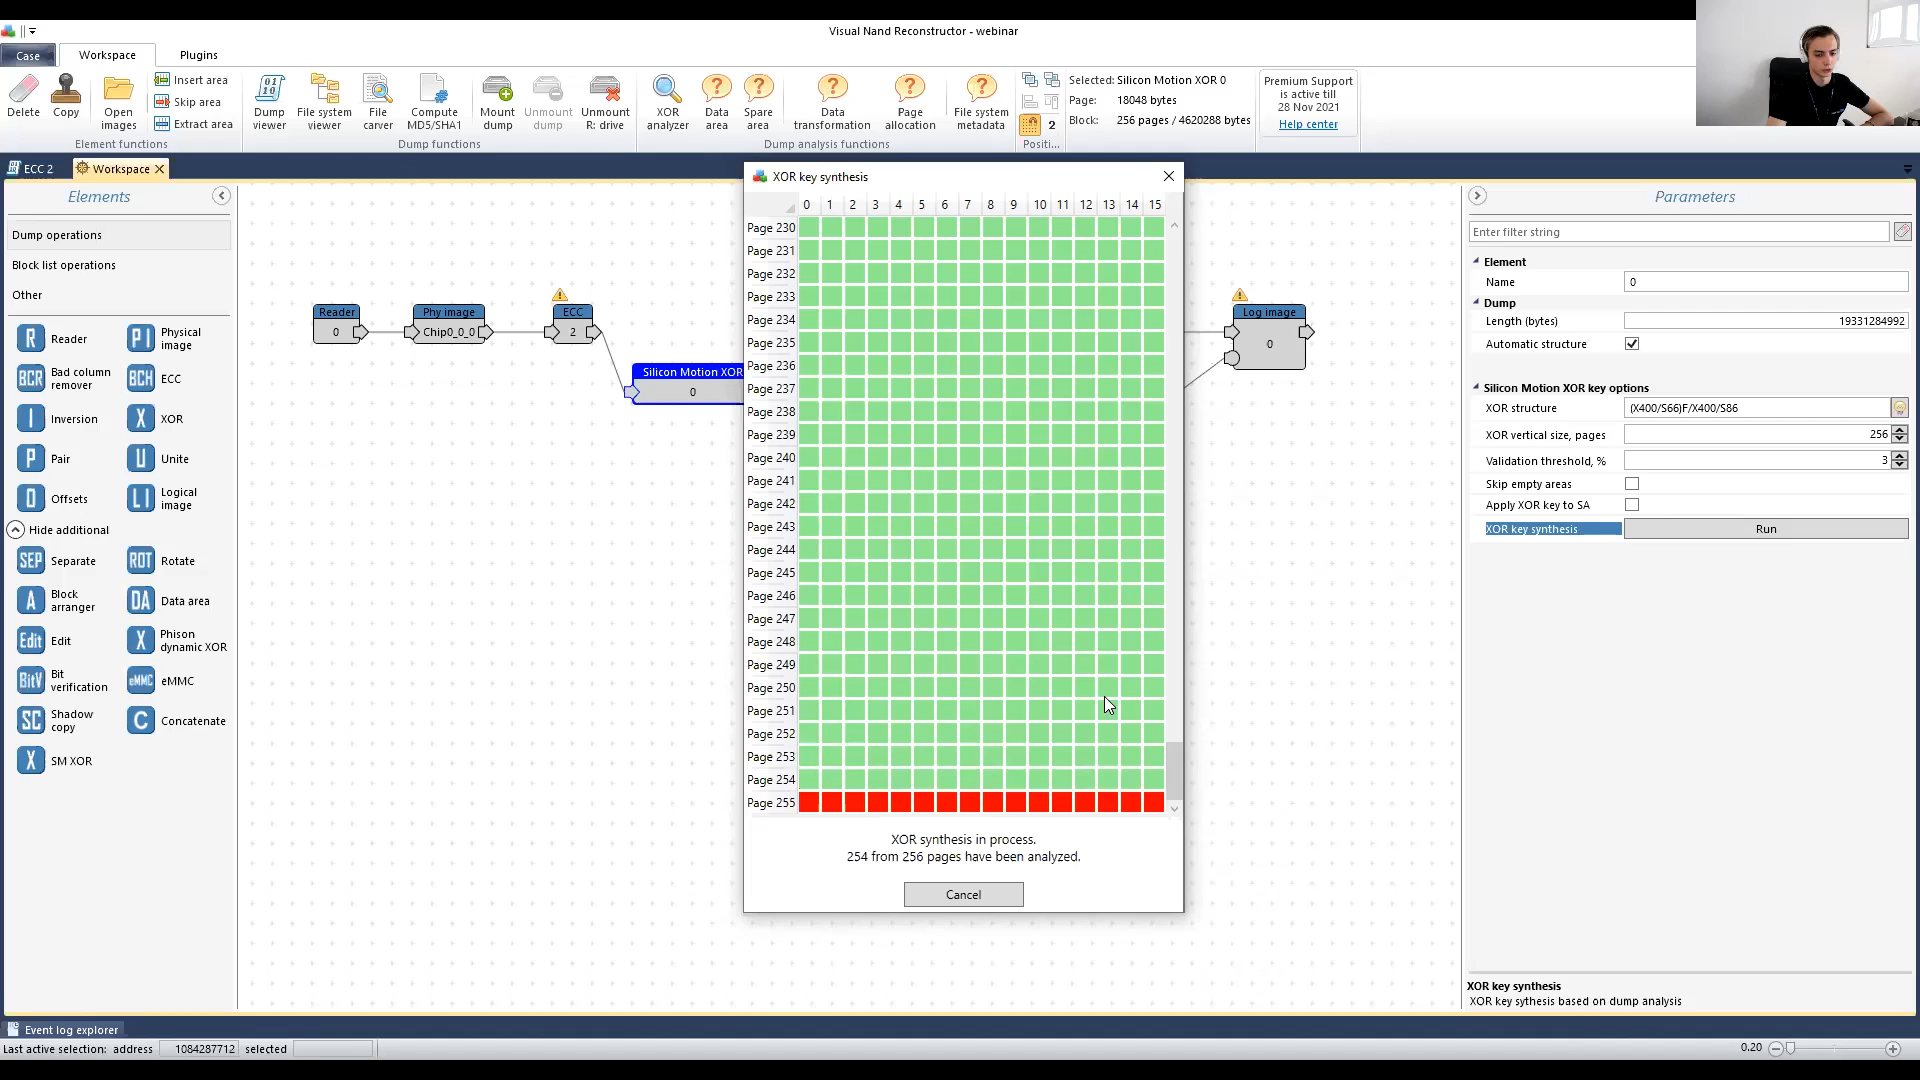 Visual Nand Reconstructor - webinar
Case
Workspace
Plugins
Delete
Copy
Open images
Insert area
Skip area
Extract area
Element functions
Dump viewer
File system viewer
File carver
Compute MD5/SHA1
Mount dump
Unmount dump
Unmount R: drive
Dump functions
XOR analyzer
Data area
Spare area
Data transformation
Page allocation
File system metadata
Dump analysis functions
2
Positi...
Selected: Silicon Motion XOR 0
Page: 18048 bytes
Block: 256 pages / 4620288 bytes
Premium Support
is active till
28 Nov 2021
Help center
ECC 2
Workspace
Elements
Dump operations
Block list operations
Other
R Reader
PI Physical image
BCR Bad column remover
BCH ECC
I Inversion
X XOR
P Pair
U Unite
O Offsets
LI Logical image
Hide additional
SEP Separate
ROT Rotate
A Block arranger
DA Data area
Edit Edit
X Phison dynamic XOR
BitV Bit verification
eMMC eMMC
SC Shadow copy
C Concatenate
X SM XOR
Reader
0
Phy image
Chip0_0_0
ECC
2
Silicon Motion XOR
0
Log image
0
XOR key synthesis
0 1 2 3 4 5 6 7 8 9 10 11 12 13 14 15
Page 230
Page 231
Page 232
Page 233
Page 234
Page 235
Page 236
Page 237
Page 238
Page 239
Page 240
Page 241
Page 242
Page 243
Page 244
Page 245
Page 246
Page 247
Page 248
Page 249
Page 250
Page 251
Page 252
Page 253
Page 254
Page 255
XOR synthesis in process.
254 from 256 pages have been analyzed.
Cancel
Parameters
Enter filter string
Element
Name 0
Dump
Length (bytes) 19331284992
Automatic structure
Silicon Motion XOR key options
XOR structure (X400/S66)F/X400/S86
XOR vertical size, pages 256
Validation threshold, % 3
Skip empty areas
Apply XOR key to SA
XOR key synthesis Run
XOR key synthesis
XOR key sythesis based on dump analysis
Event log explorer
Last active selection: address 1084287712 selected
0.20